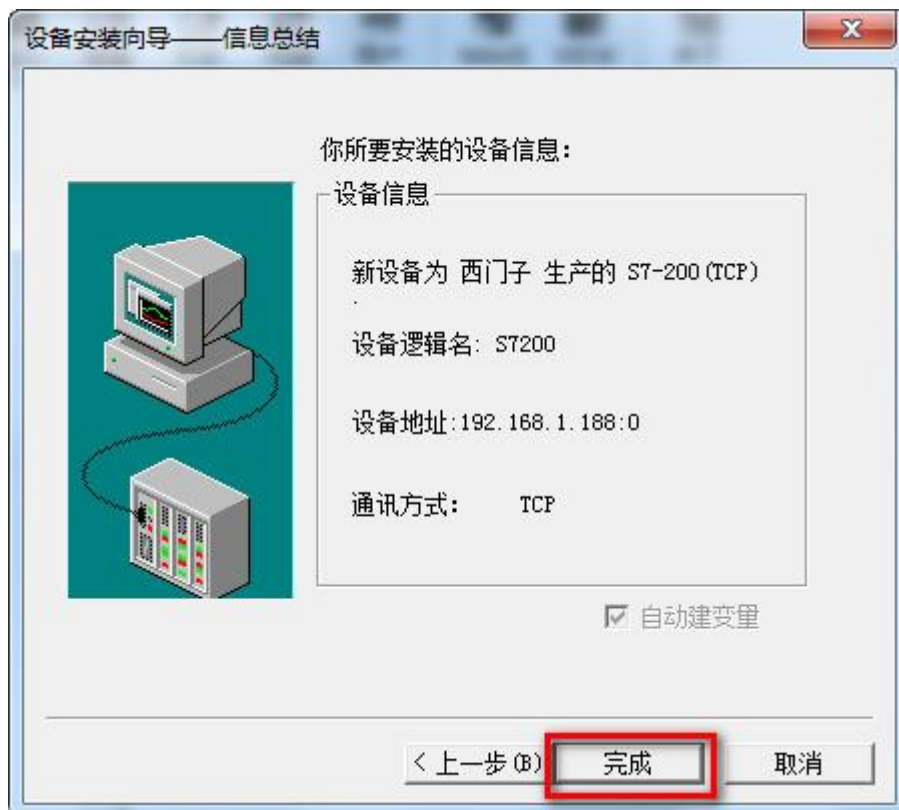 设备安装向导——信息总结
你所要安装的设备信息：
设备信息
新设备为 西门子 生产的 S7-200(TCP)
.
设备逻辑名: S7200
设备地址:192.168.1.188:0
通讯方式： TCP
自动建变量
< 上一步(B) 完成 取消